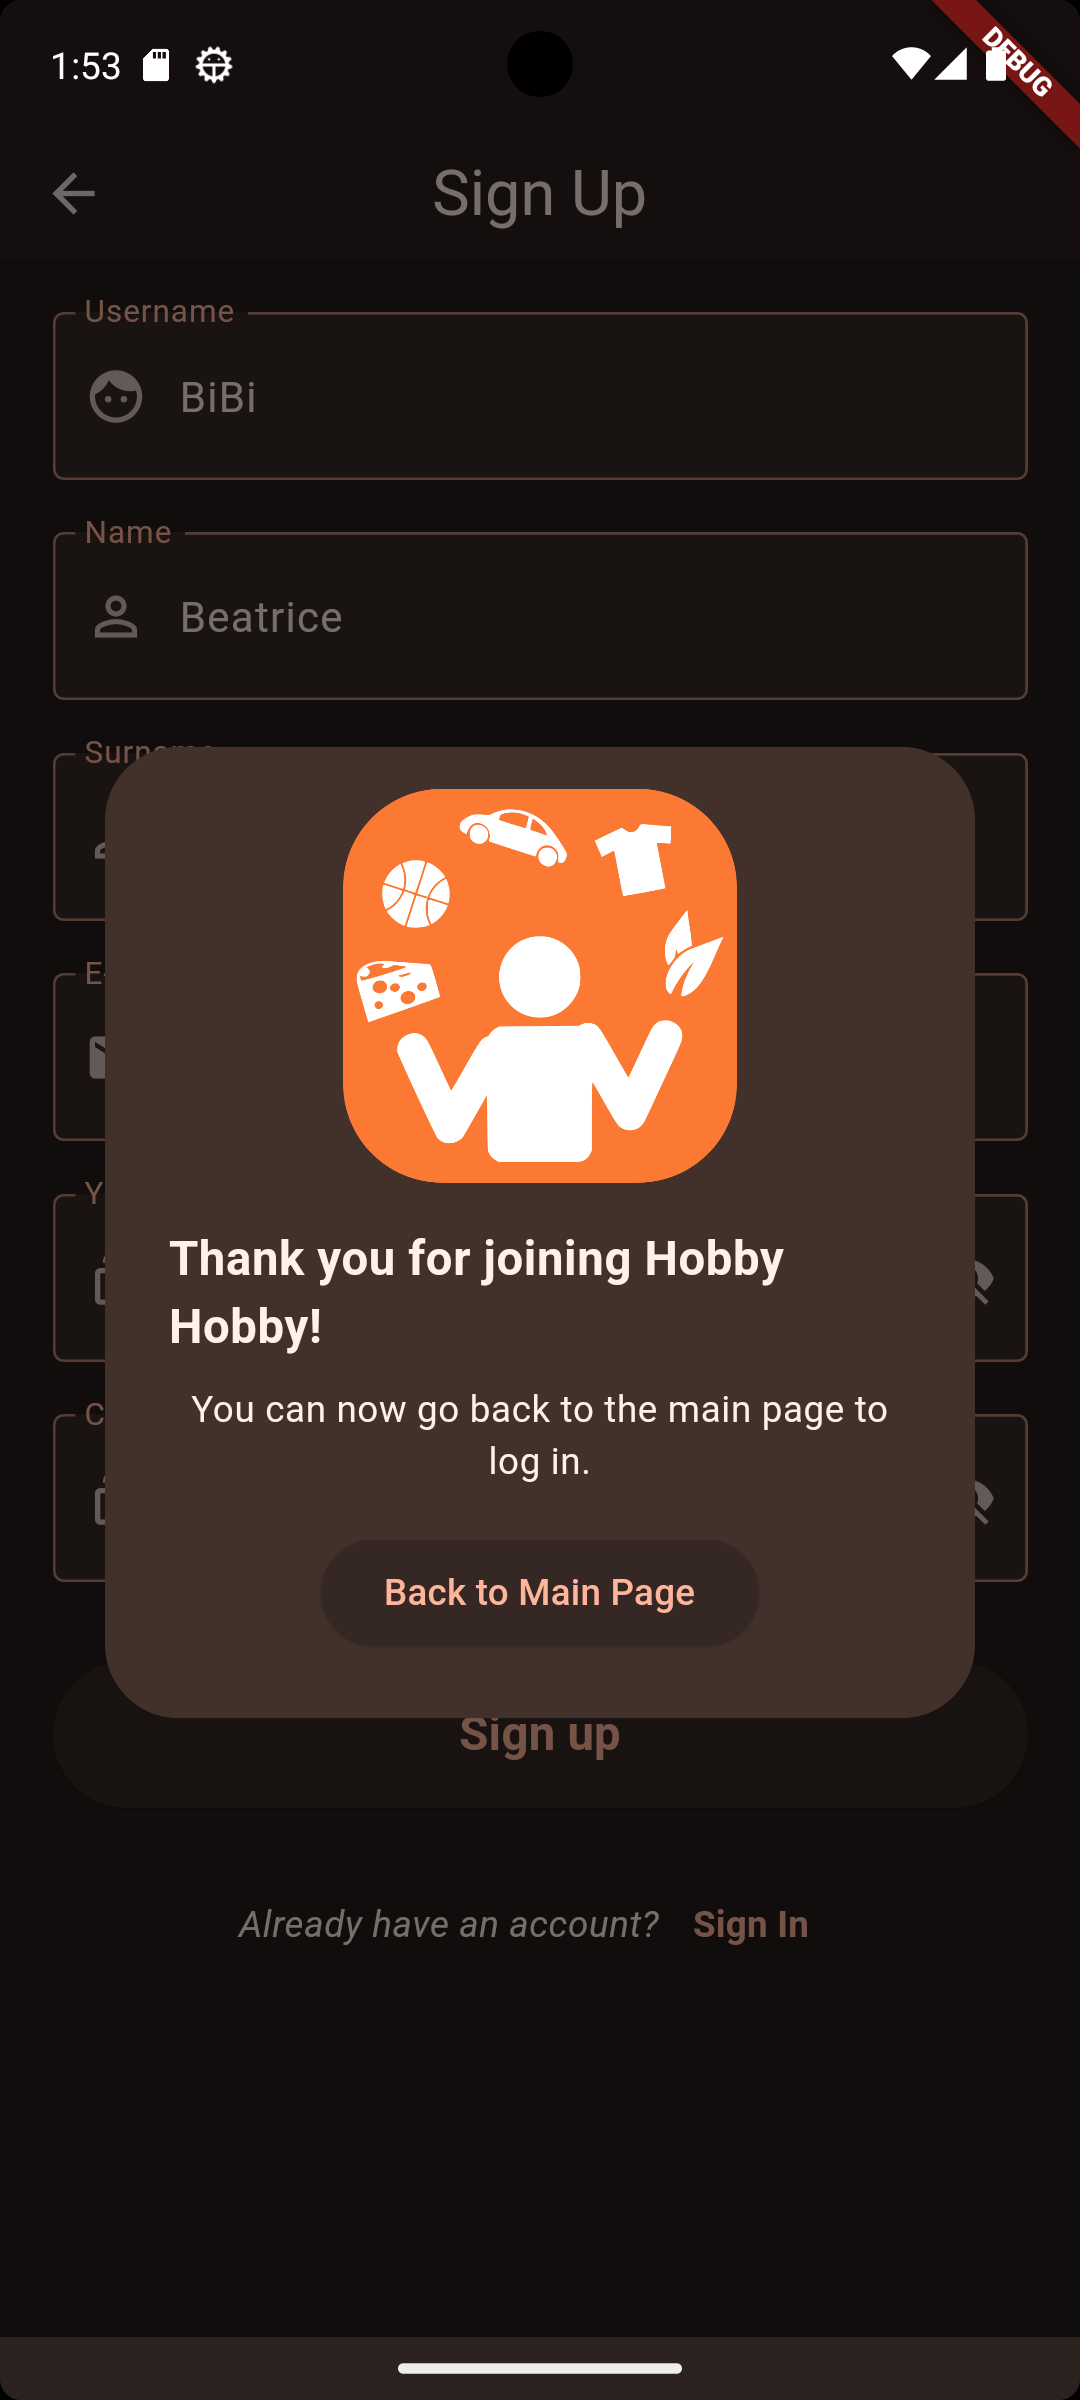 1:53
DEBUG
Sign Up
Username
BiBi
Name
Beatrice
Surname
Thank you for joining Hobby
Hobby!
You can now go back to the main page to
log in.
Back to Main Page
Sign up
Already have an account? Sign In